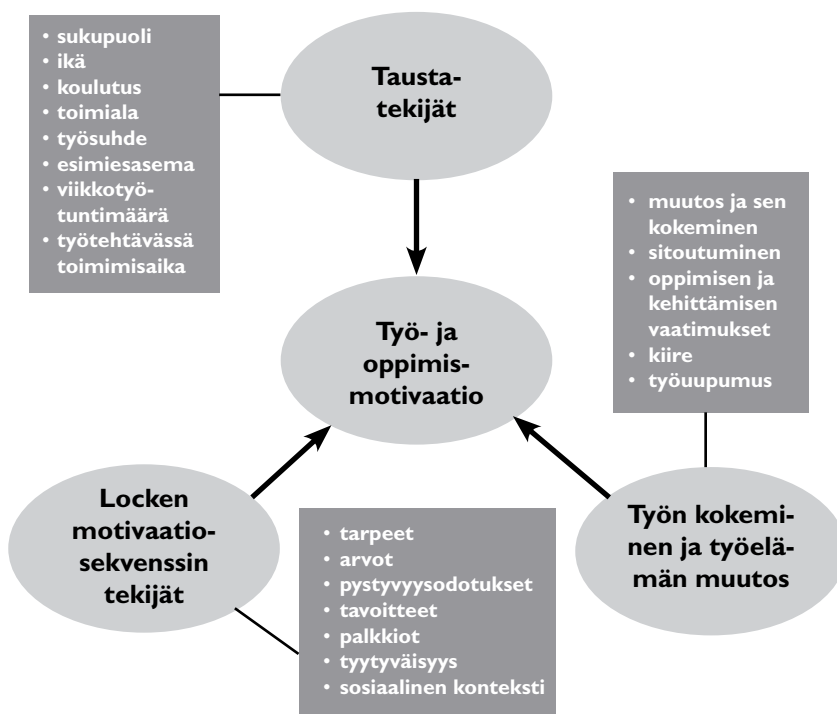 • sukupuoli
• ikä
• koulutus
• toimiala
• työsuhde
• esimiesasema
• viikkotyö-
tuntimäärä
• työtehtävässä
toimimisaika
Tausta-
tekijät
• muutos ja sen
kokeminen
• sitoutuminen
• oppimisen ja
kehittämisen
vaatimukset
• kiire
• työuupumus
Työ- ja
oppimis-
motivaatio
Locken
motivaatio-
sekvenssin
tekijät
• tarpeet
• arvot
• pystyvyysodotukset
• tavoitteet
• palkkiot
• tyytyväisyys
• sosiaalinen konteksti
Työn kokemi-
nen ja työelä-
män muutos